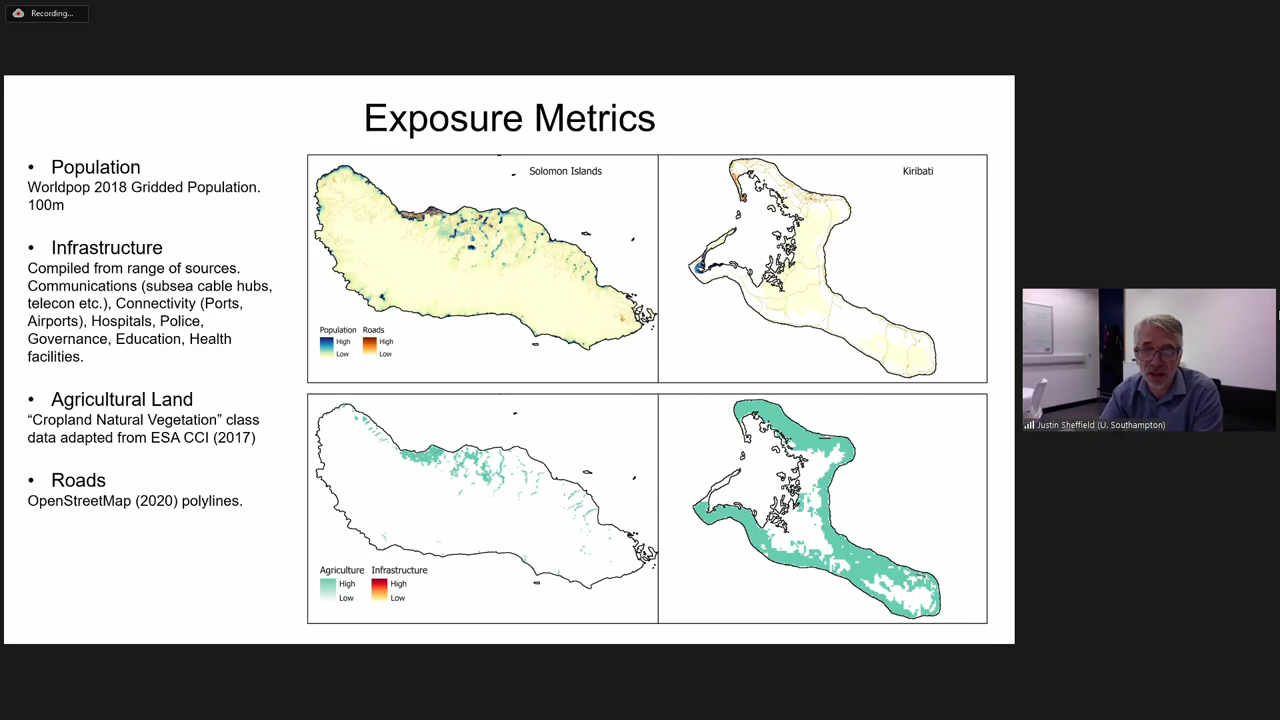 Recording...
Exposure Metrics
• Population
Worldpop 2018 Gridded Population.
100m
• Infrastructure
Compiled from range of sources.
Communications (subsea cable hubs,
telecon etc.), Connectivity (Ports,
Airports), Hospitals, Police,
Governance, Education, Health
facilities.
• Agricultural Land
“Cropland Natural Vegetation” class
data adapted from ESA CCI (2017)
• Roads
OpenStreetMap (2020) polylines.
Solomon Islands
Population Roads
High High
Low Low
Kiribati
Agriculture Infrastructure
High High
Low Low
Justin Sheffield (U. Southampton)